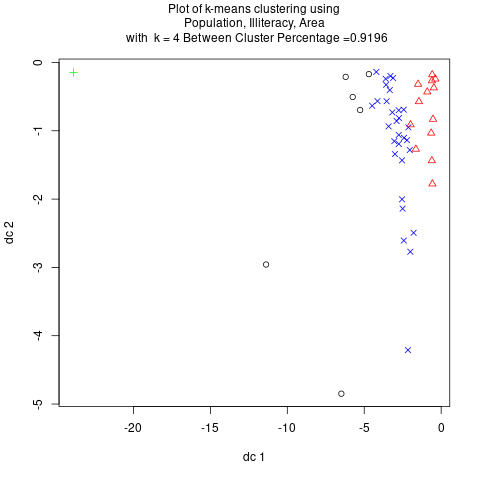 Plot of k-means clustering using
Population, Illiteracy, Area
with k = 4 Between Cluster Percentage =0.9196
0
-1
-2
-3
-4
-5
dc 2
-20
-15
-10
-5
0
dc 1